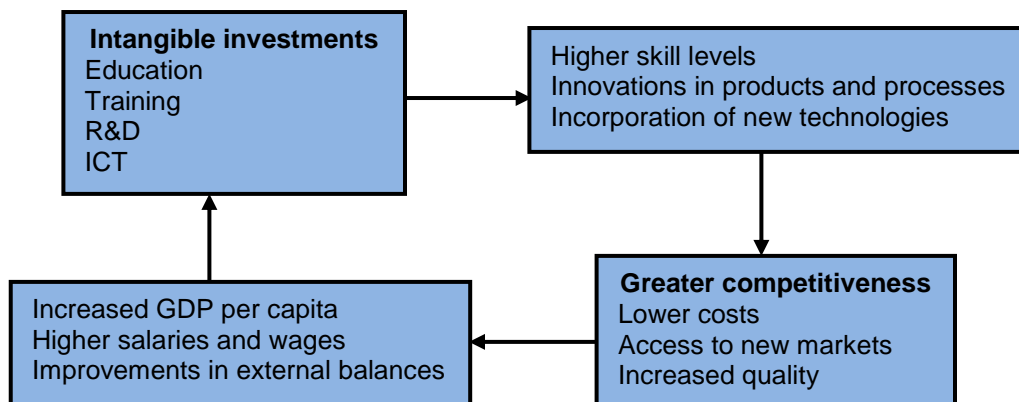 Intangible investments
Education
Training
R&D
ICT
Higher skill levels
Innovations in products and processes
Incorporation of new technologies
Greater competitiveness
Lower costs
Access to new markets
Increased quality
Increased GDP per capita
Higher salaries and wages
Improvements in external balances